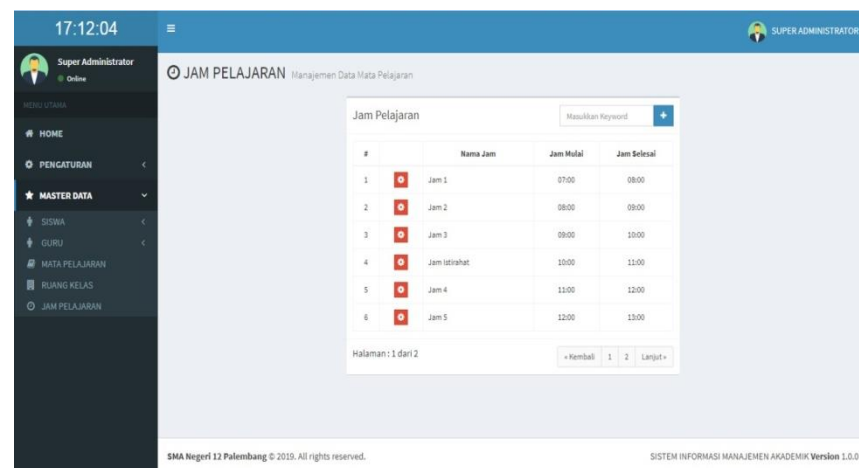 17:12:04
SUPER ADMINISTRATOR
Super Administrator
Online
MENU UTAMA
HOME
PENGATURAN
MASTER DATA
SISWA
GURU
MATA PELAJARAN
RUANG KELAS
JAM PELAJARAN
JAM PELAJARAN Manajemen Data Mata Pelajaran
Jam Pelajaran
Masukkan Keyword
# Nama Jam Jam Mulai Jam Selesai
1 Jam 1 07:00 08:00
2 Jam 2 08:00 09:00
3 Jam 3 09:00 10:00
4 Jam Istirahat 10:00 11:00
5 Jam 4 11:00 12:00
6 Jam 5 12:00 13:00
Halaman : 1 dari 2
« Kembali 1 2 Lanjut »
SMA Negeri 12 Palembang © 2019. All rights reserved.
SISTEM INFORMASI MANAJEMEN AKADEMIK Version 1.0.0